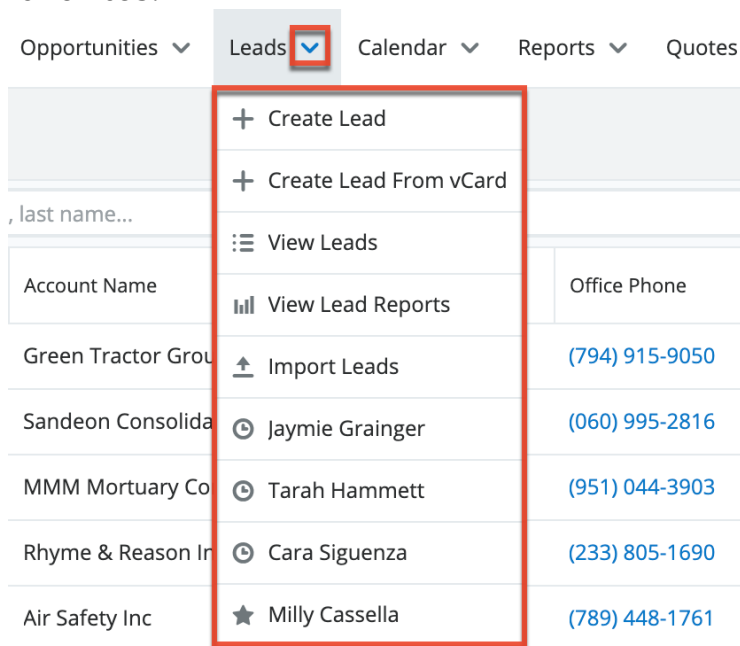 Opportunities Leads Calendar Reports Quotes
Create Lead
Create Lead From vCard
, last name...
View Leads
Account Name
Office Phone
View Lead Reports
Green Tractor Grou
Import Leads
(794) 915-9050
Sandeon Consolida
Jaymie Grainger
(060) 995-2816
MMM Mortuary Co
Tarah Hammett
(951) 044-3903
Rhyme & Reason In
Cara Siguenza
(233) 805-1690
Air Safety Inc
Milly Cassella
(789) 448-1761